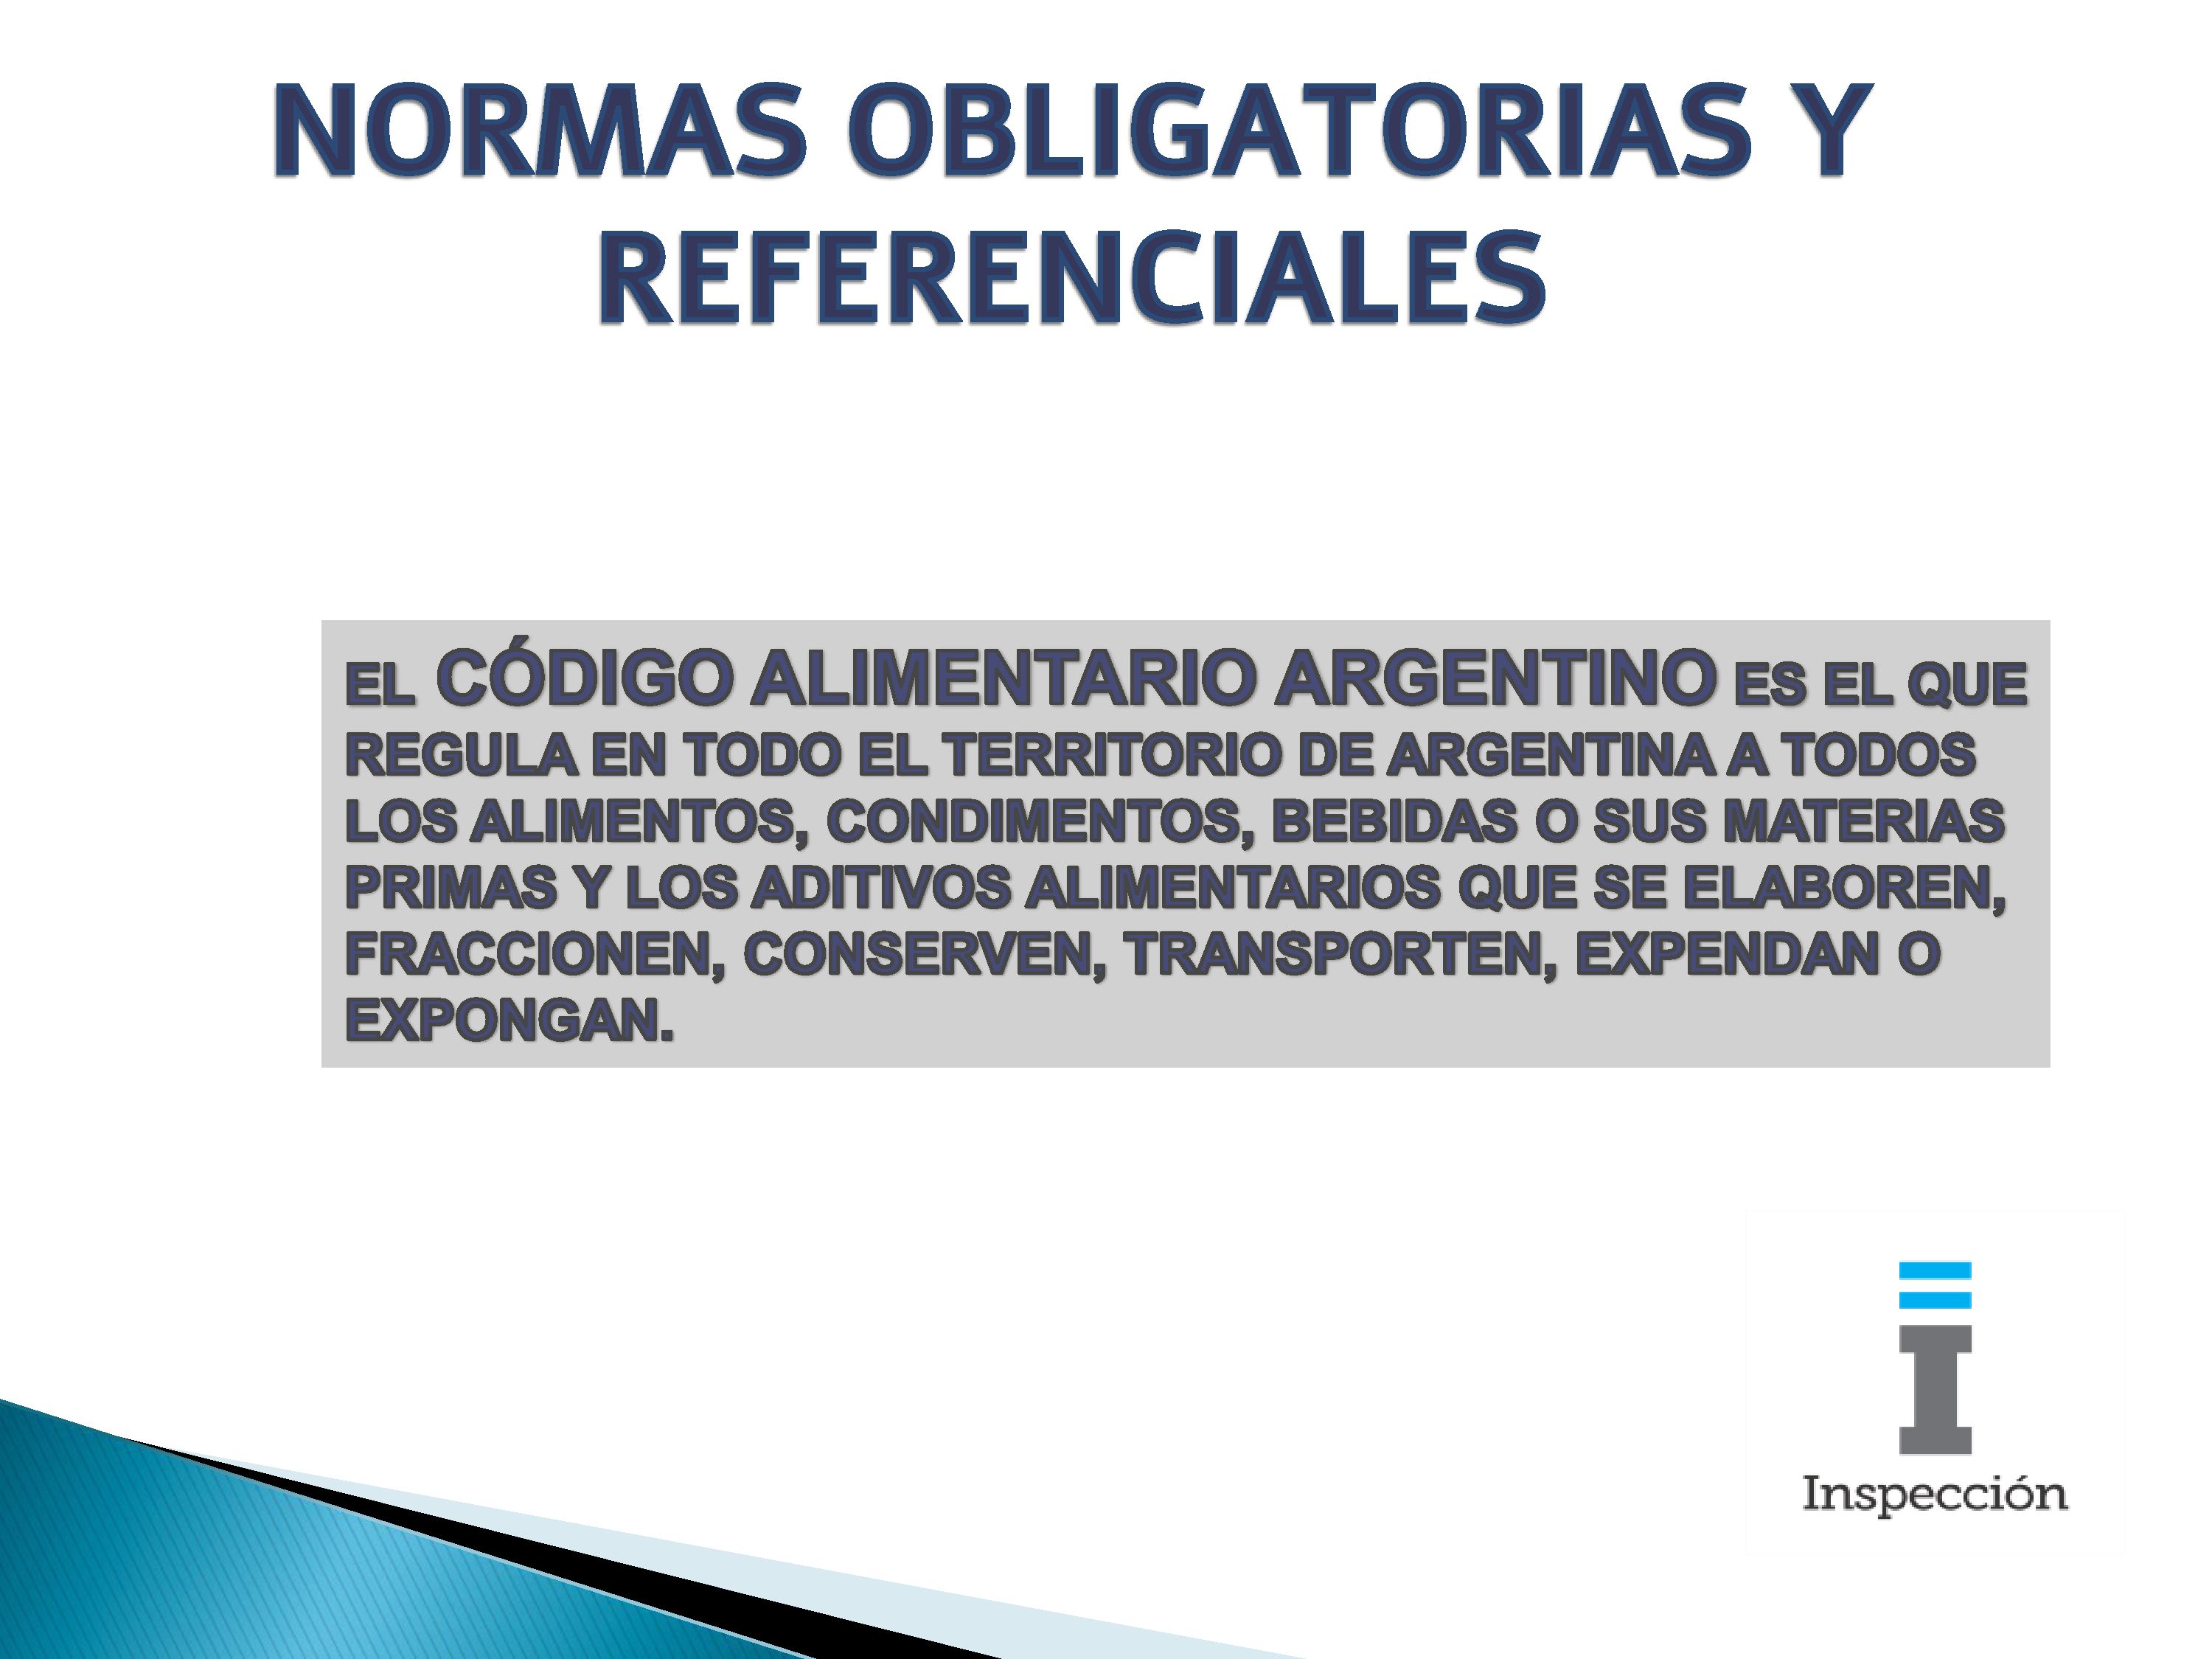 NORMAS OBLIGATORIAS Y
REFERENCIALES
EL CÓDIGO ALIMENTARIO ARGENTINO ES EL QUE
REGULA EN TODO EL TERRITORIO DE ARGENTINA A TODOS
LOS ALIMENTOS, CONDIMENTOS, BEBIDAS O SUS MATERIAS
PRIMAS Y LOS ADITIVOS ALIMENTARIOS QUE SE ELABOREN,
FRACCIONEN, CONSERVEN, TRANSPORTEN, EXPENDAN O
EXPONGAN.
Inspección